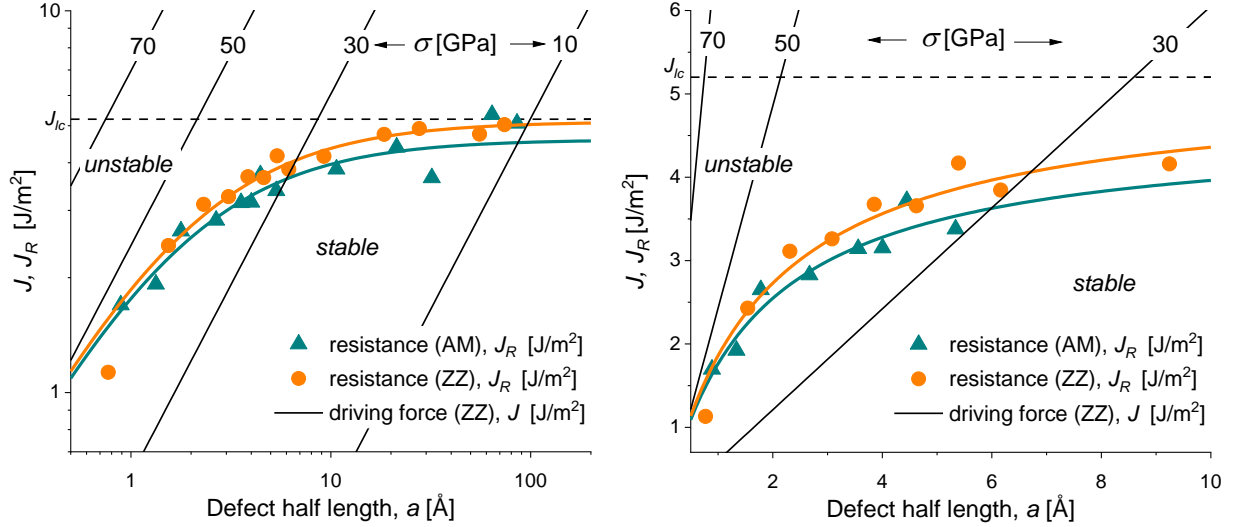 10
1
J, J_R [J/m²]
J_Ic
70
50
30
σ [GPa]
10
unstable
stable
resistance (AM), J_R [J/m²]
resistance (ZZ), J_R [J/m²]
driving force (ZZ), J [J/m²]
1
10
100
Defect half length, a [Å]
6
5
4
3
2
1
J, J_R [J/m²]
J_Ic
70
50
σ [GPa]
30
unstable
stable
resistance (AM), J_R [J/m²]
resistance (ZZ), J_R [J/m²]
driving force (ZZ), J [J/m²]
2
4
6
8
10
Defect half length, a [Å]